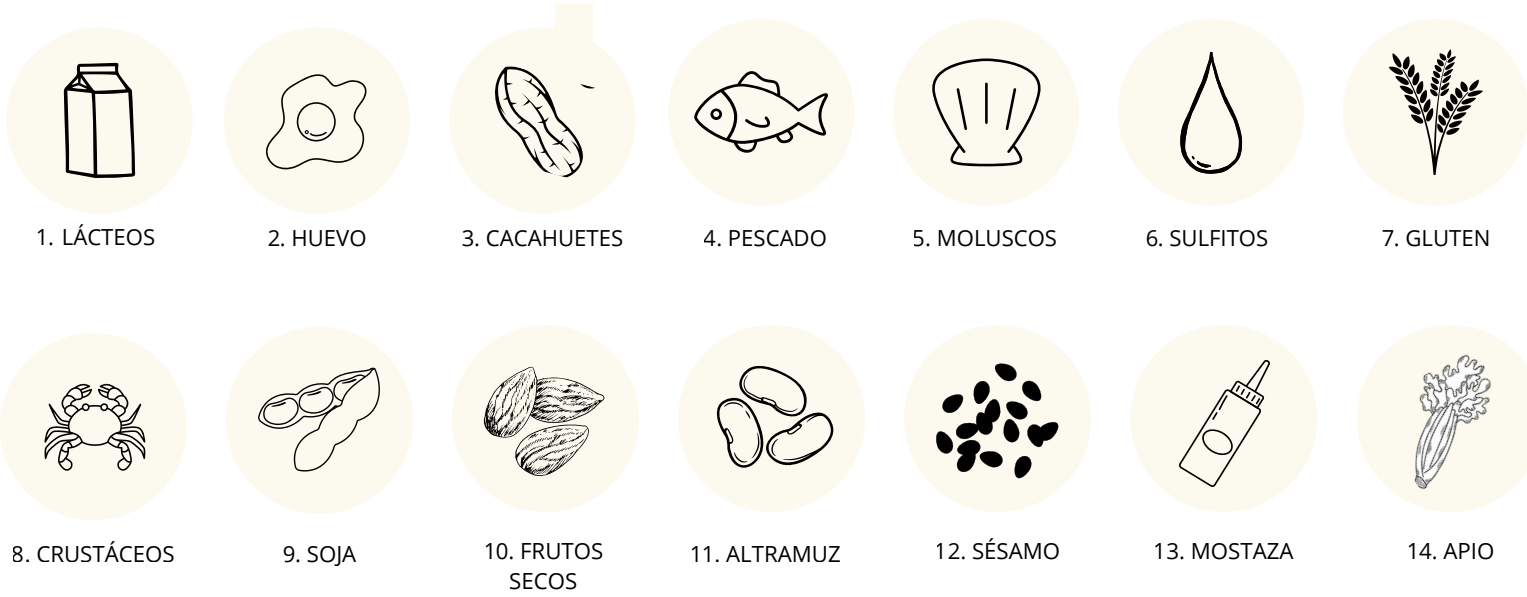 1. LÁCTEOS
2. HUEVO
3. CACAHUETES
4. PESCADO
5. MOLUSCOS
6. SULFITOS
7. GLUTEN
8. CRUSTÁCEOS
9. SOJA
10. FRUTOS
SECOS
11. ALTRAMUZ
12. SÉSAMO
13. MOSTAZA
14. APIO